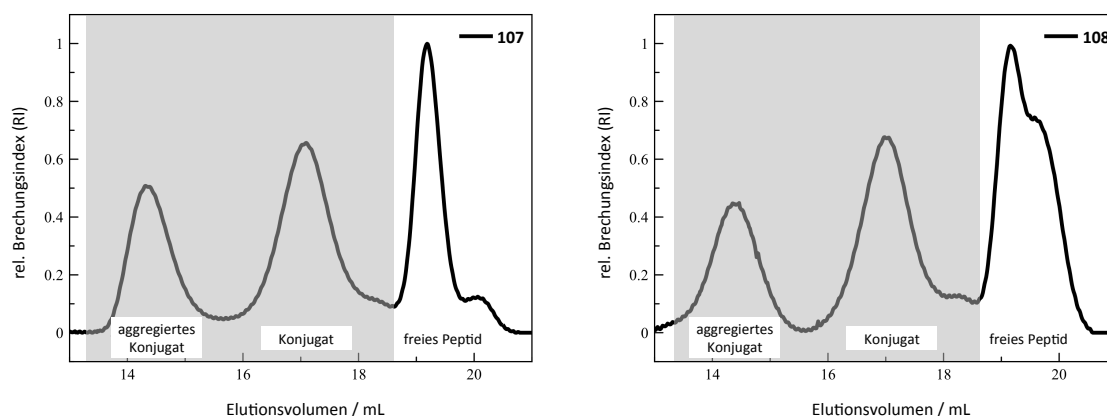 107
1
0.8
0.6
0.4
0.2
0
rel. Brechungsindex (RI)
aggregiertes
Konjugat
Konjugat
freies Peptid
14
16
18
20
Elutionsvolumen / mL
108
1
0.8
0.6
0.4
0.2
0
rel. Brechungsindex (RI)
aggregiertes
Konjugat
Konjugat
freies Peptid
14
16
18
20
Elutionsvolumen / mL